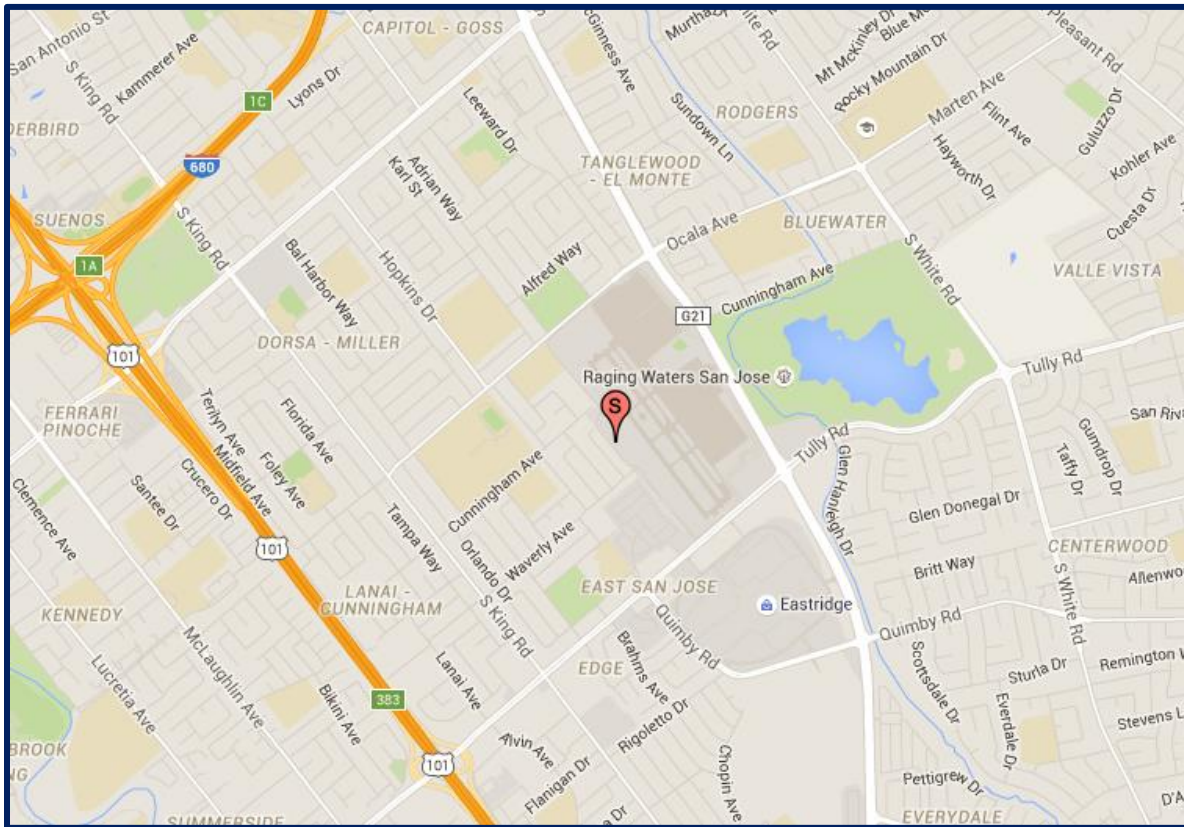 San Antonio St
S King Rd
Kammerer Ave
Lyons Dr
CAPITOL - GOSS
McGinness Ave
S White Rd
Mt McKinley Dr
Rocky Mountain Dr
Pleasant Rd
Marten Ave
Flint Ave
Guluzzo Dr
Kohler Ave
Cuesta Dr
Hayworth Dr
RODGERS
Sundown Ln
1C
680
DERBIRD
Leeward Dr
Adrian Way
Karl St
TANGLEWOOD
- EL MONTE
SUENOS
S King Rd
1A
Bal Harbor Way
Hopkins Dr
Alfred Way
Ocala Ave
BLUEWATER
Cunningham Ave
S White Rd
VALLE VISTA
G21
101
DORSA - MILLER
Raging Waters San Jose
Tully Rd
S
FERRARI
PINOCHE
Terilyn Ave
Florida Ave
Foley Ave
Midfield Ave
Crucero Dr
Santee Dr
Clemence Ave
Cunningham Ave
Tully Rd
Glen Hanleigh Dr
Gumdrop Dr
Taffy Dr
Glen Donegal Dr
101
Tampa Way
Orlando Dr
Waverly Ave
S King Rd
CENTERWOOD
Britt Way
S White Rd
KENNEDY
LANAI -
CUNNINGHAM
EAST SAN JOSE
Eastridge
Quimby Rd
Quimby Rd
McLaughlin Ave
Lucretia Ave
Bikini Ave
Lanai Ave
383
EDGE
Brahms Ave
Rigoletto Dr
Scottsdale Dr
Sturla Dr
Everdale Dr
Remington W
Stevens L
BROOK
101
Alvin Ave
Flanigan Dr
Chopin Ave
Pettigrew Dr
SUMMERSIDE
EVERYDALE